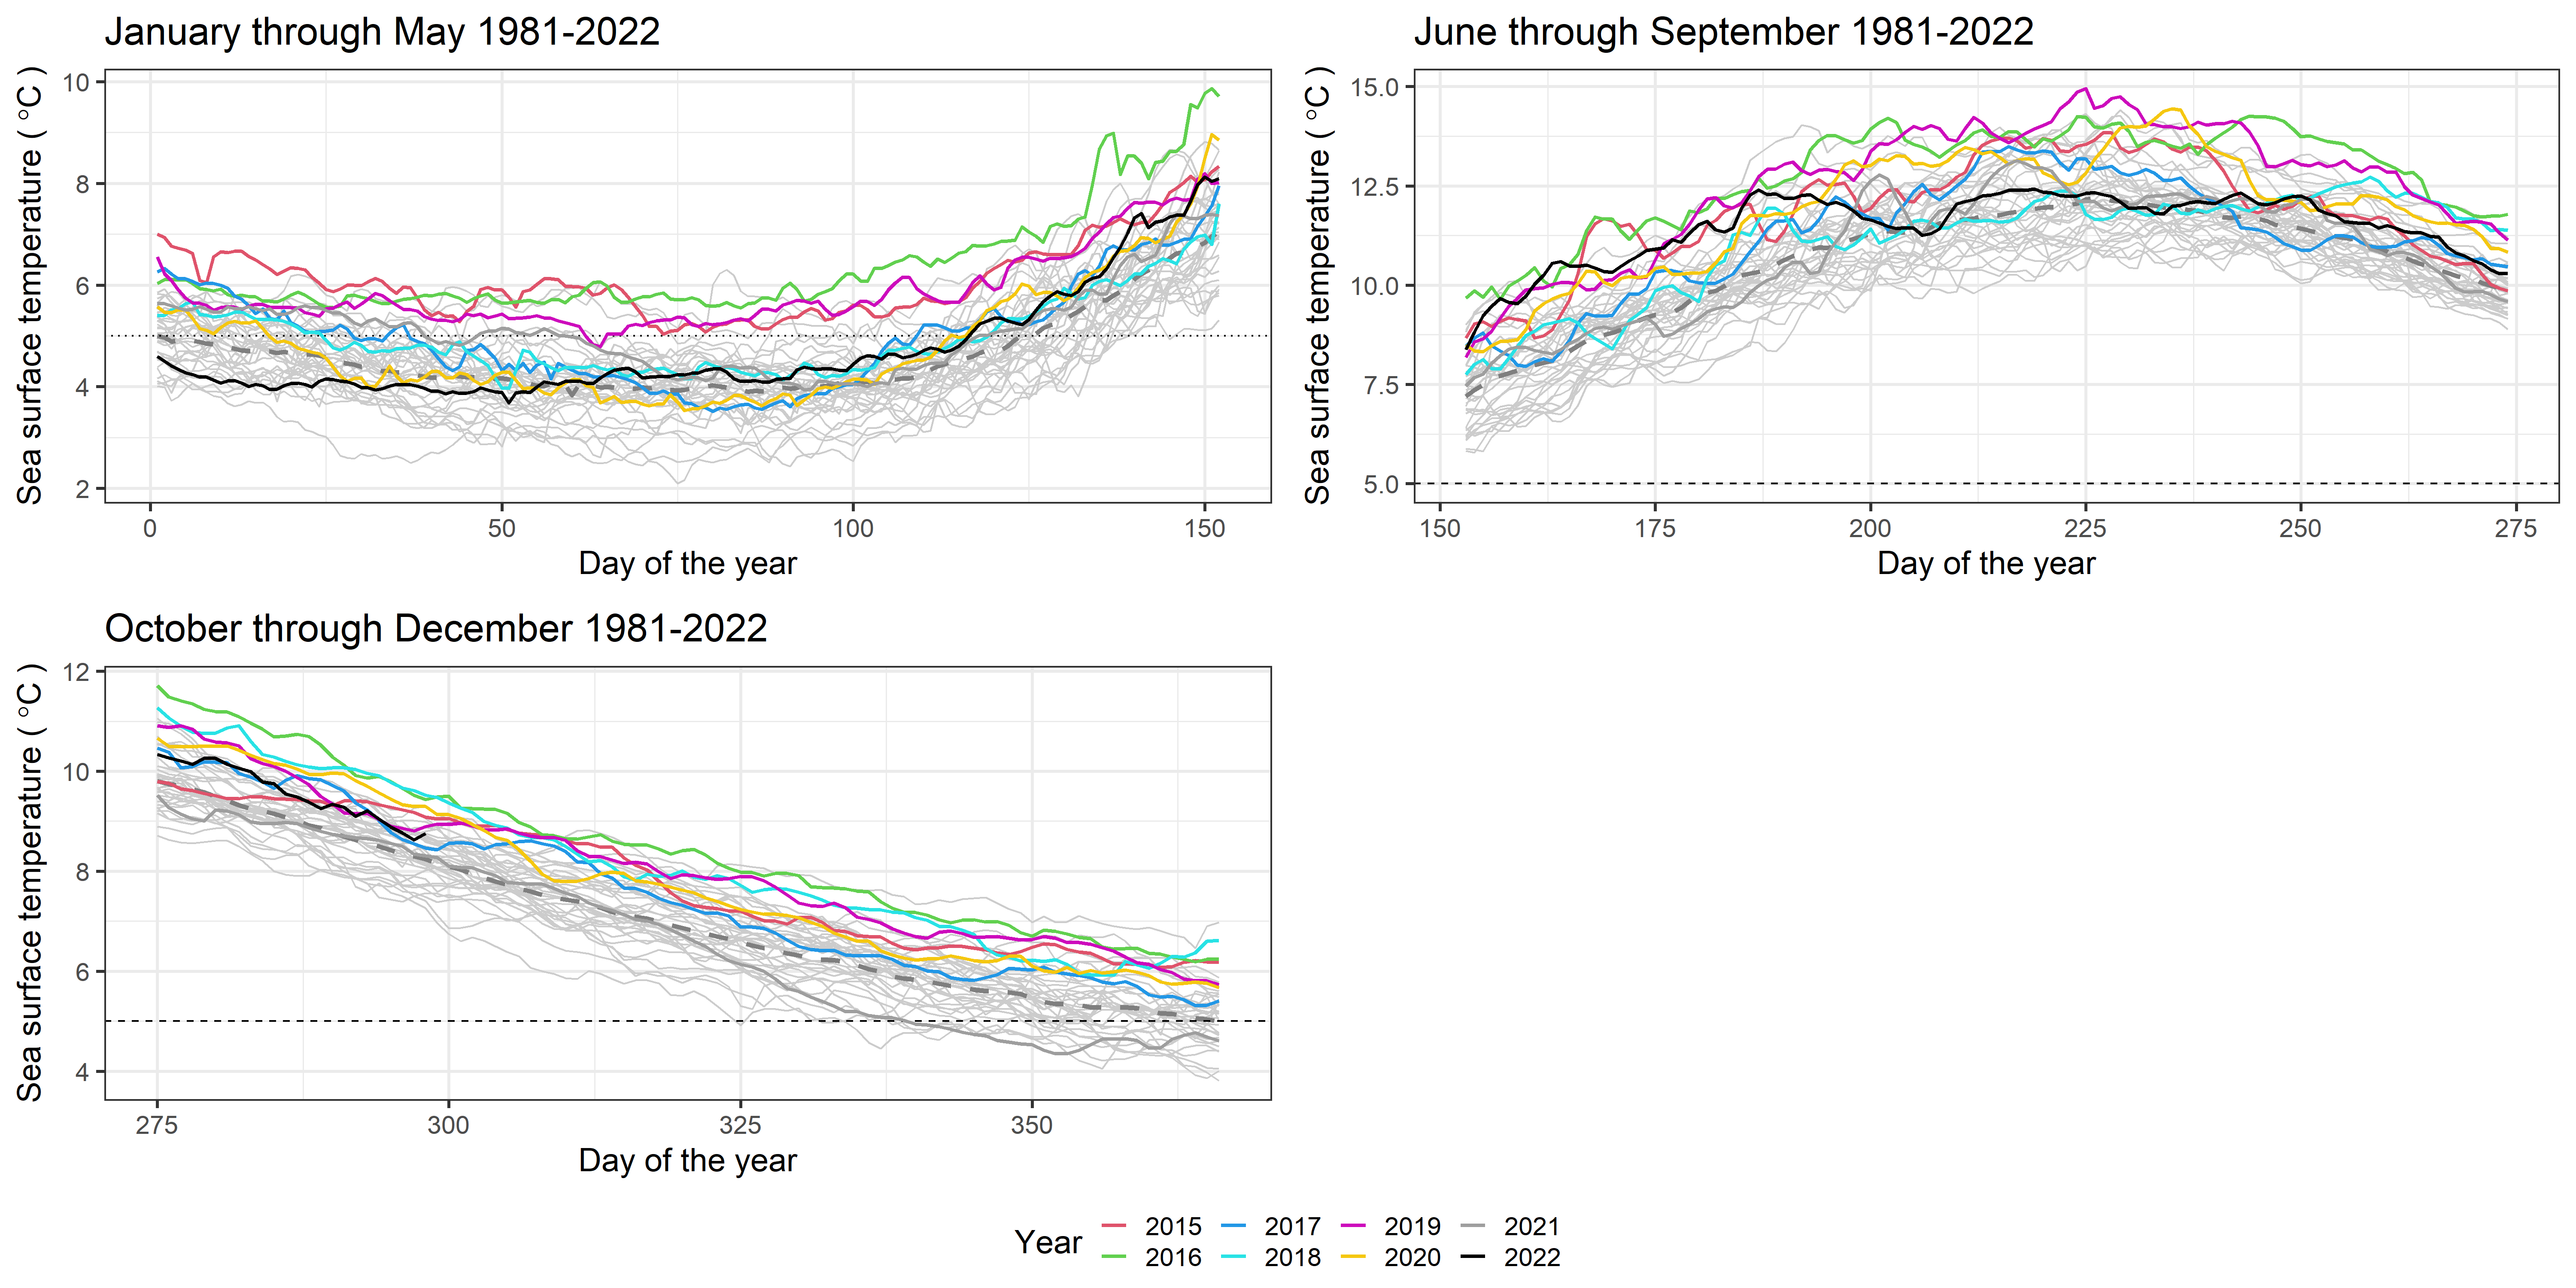 January through May 1981-2022
Sea surface temperature ( °C )
10
8
6
4
2
0 50 100 150
Day of the year
June through September 1981-2022
Sea surface temperature ( °C )
15.0
12.5
10.0
7.5
5.0
150 175 200 225 250 275
Day of the year
October through December 1981-2022
Sea surface temperature ( °C )
12
10
8
6
4
275 300 325 350
Day of the year
Year
2015 2017 2019 2021
2016 2018 2020 2022